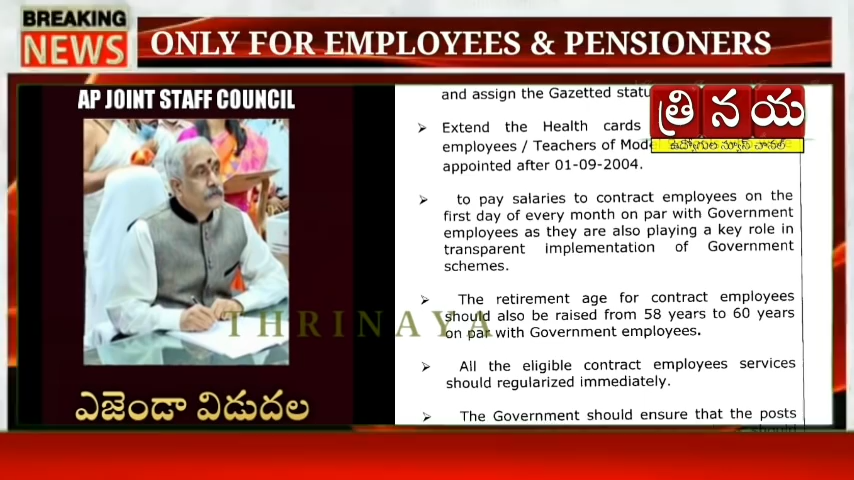 BREAKING
NEWS
ONLY FOR EMPLOYEES & PENSIONERS
AP JOINT STAFF COUNCIL
ఎజెండా విడుదల
త్రినయ
ఉద్యోగుల న్యూస్ ఛానల్
THRINAYA
and assign the Gazetted
➢ Extend the Health cards
employees / Teachers of Model
appointed after 01-09-2004.
➢ to pay salaries to contract employees on the
first day of every month on par with Government
employees as they are also playing a key role in
transparent implementation of Government
schemes.
➢ The retirement age for contract employees
should also be raised from 58 years to 60 years
on par with Government employees.
➢ All the eligible contract employees services
should regularized immediately.
➢ The Government should ensure that the posts